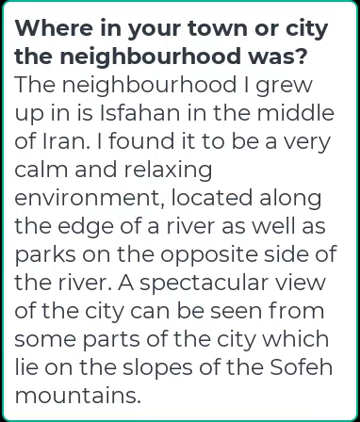 Where in your town or city
the neighbourhood was?
The neighbourhood I grew
up in is Isfahan in the middle
of Iran. I found it to be a very
calm and relaxing
environment, located along
the edge of a river as well as
parks on the opposite side of
the river. A spectacular view
of the city can be seen from
some parts of the city which
lie on the slopes of the Sofeh
mountains.